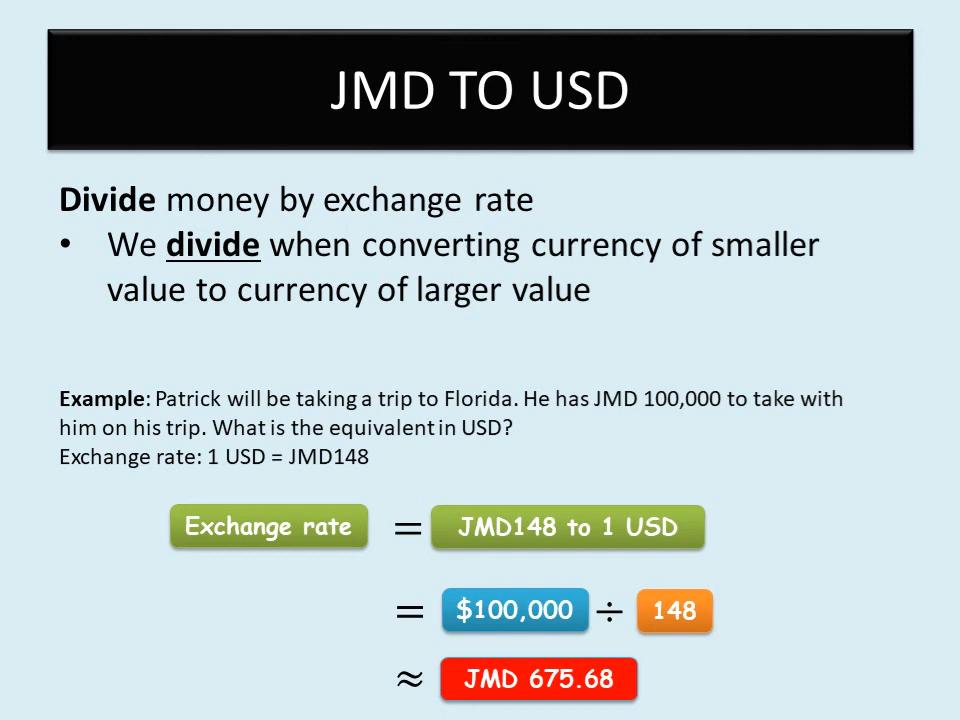 JMD TO USD
Divide money by exchange rate
• We divide when converting currency of smaller
value to currency of larger value
Example: Patrick will be taking a trip to Florida. He has JMD 100,000 to take with
him on his trip. What is the equivalent in USD?
Exchange rate: 1 USD = JMD148
Exchange rate = JMD148 to 1 USD
= $100,000 ÷ 148
≈ JMD 675.68